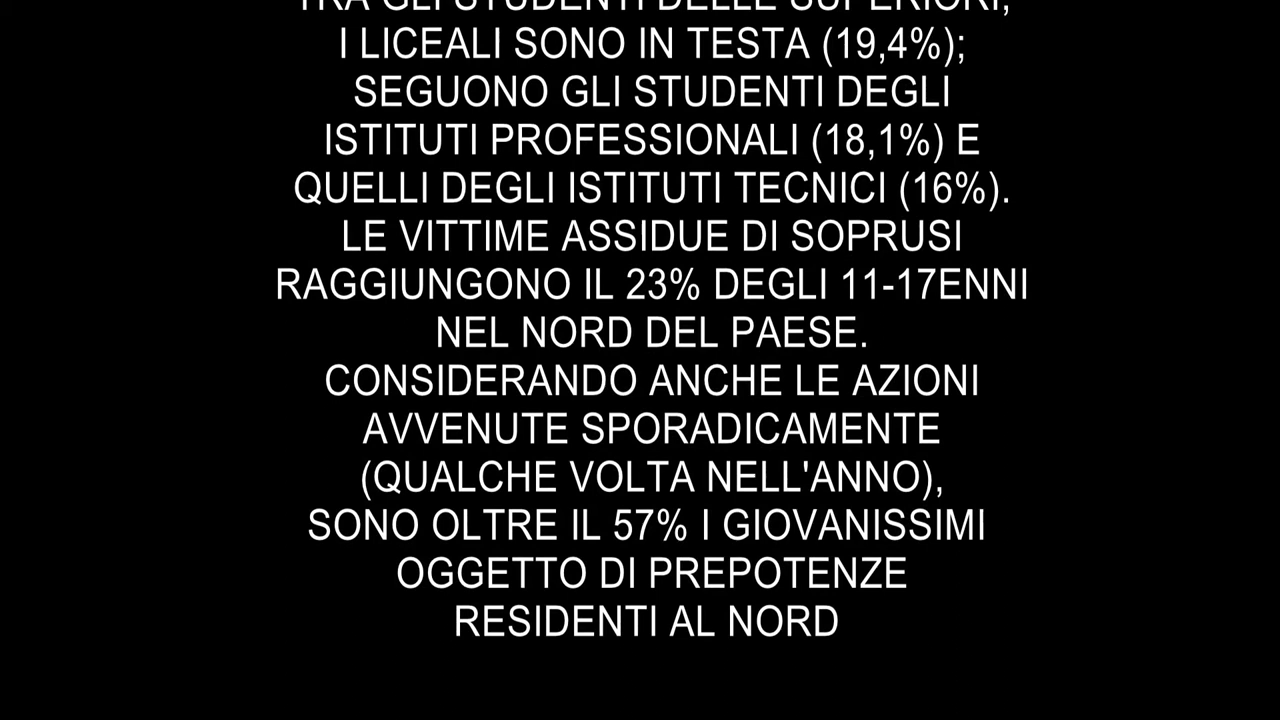 TRA GLI STUDENTI DELLE SUPERIORI,
I LICEALI SONO IN TESTA (19,4%);
SEGUONO GLI STUDENTI DEGLI
ISTITUTI PROFESSIONALI (18,1%) E
QUELLI DEGLI ISTITUTI TECNICI (16%).
LE VITTIME ASSIDUE DI SOPRUSI
RAGGIUNGONO IL 23% DEGLI 11-17ENNI
NEL NORD DEL PAESE.
CONSIDERANDO ANCHE LE AZIONI
AVVENUTE SPORADICAMENTE
(QUALCHE VOLTA NELL'ANNO),
SONO OLTRE IL 57% I GIOVANISSIMI
OGGETTO DI PREPOTENZE
RESIDENTI AL NORD